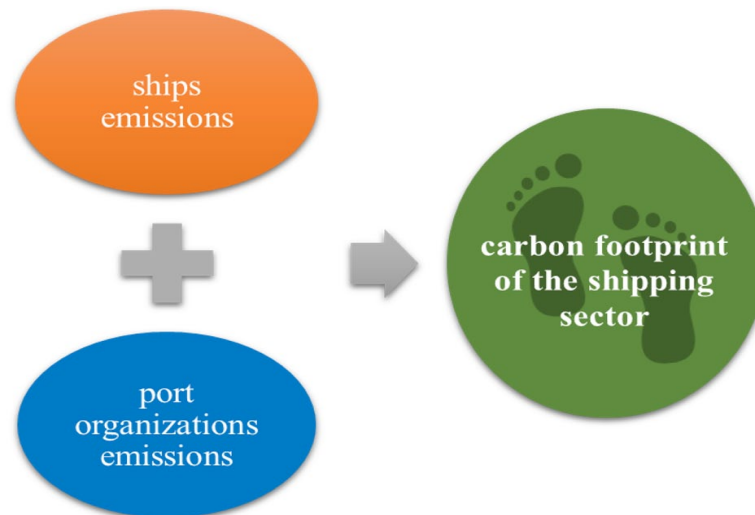 ships
emissions
port
organizations
emissions
carbon footprint
of the shipping
sector